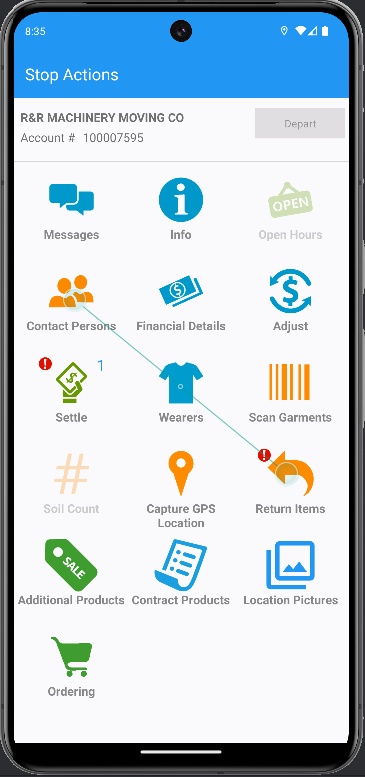 8:35
Stop Actions
R&R MACHINERY MOVING CO
Account # 100007595
Depart
Messages
Info
OPEN
Open Hours
Contact Persons
Financial Details
Adjust
1
Settle
Wearers
Scan Garments
Soil Count
Capture GPS
Location
Return Items
SALE
Additional Products
Contract Products
Location Pictures
Ordering